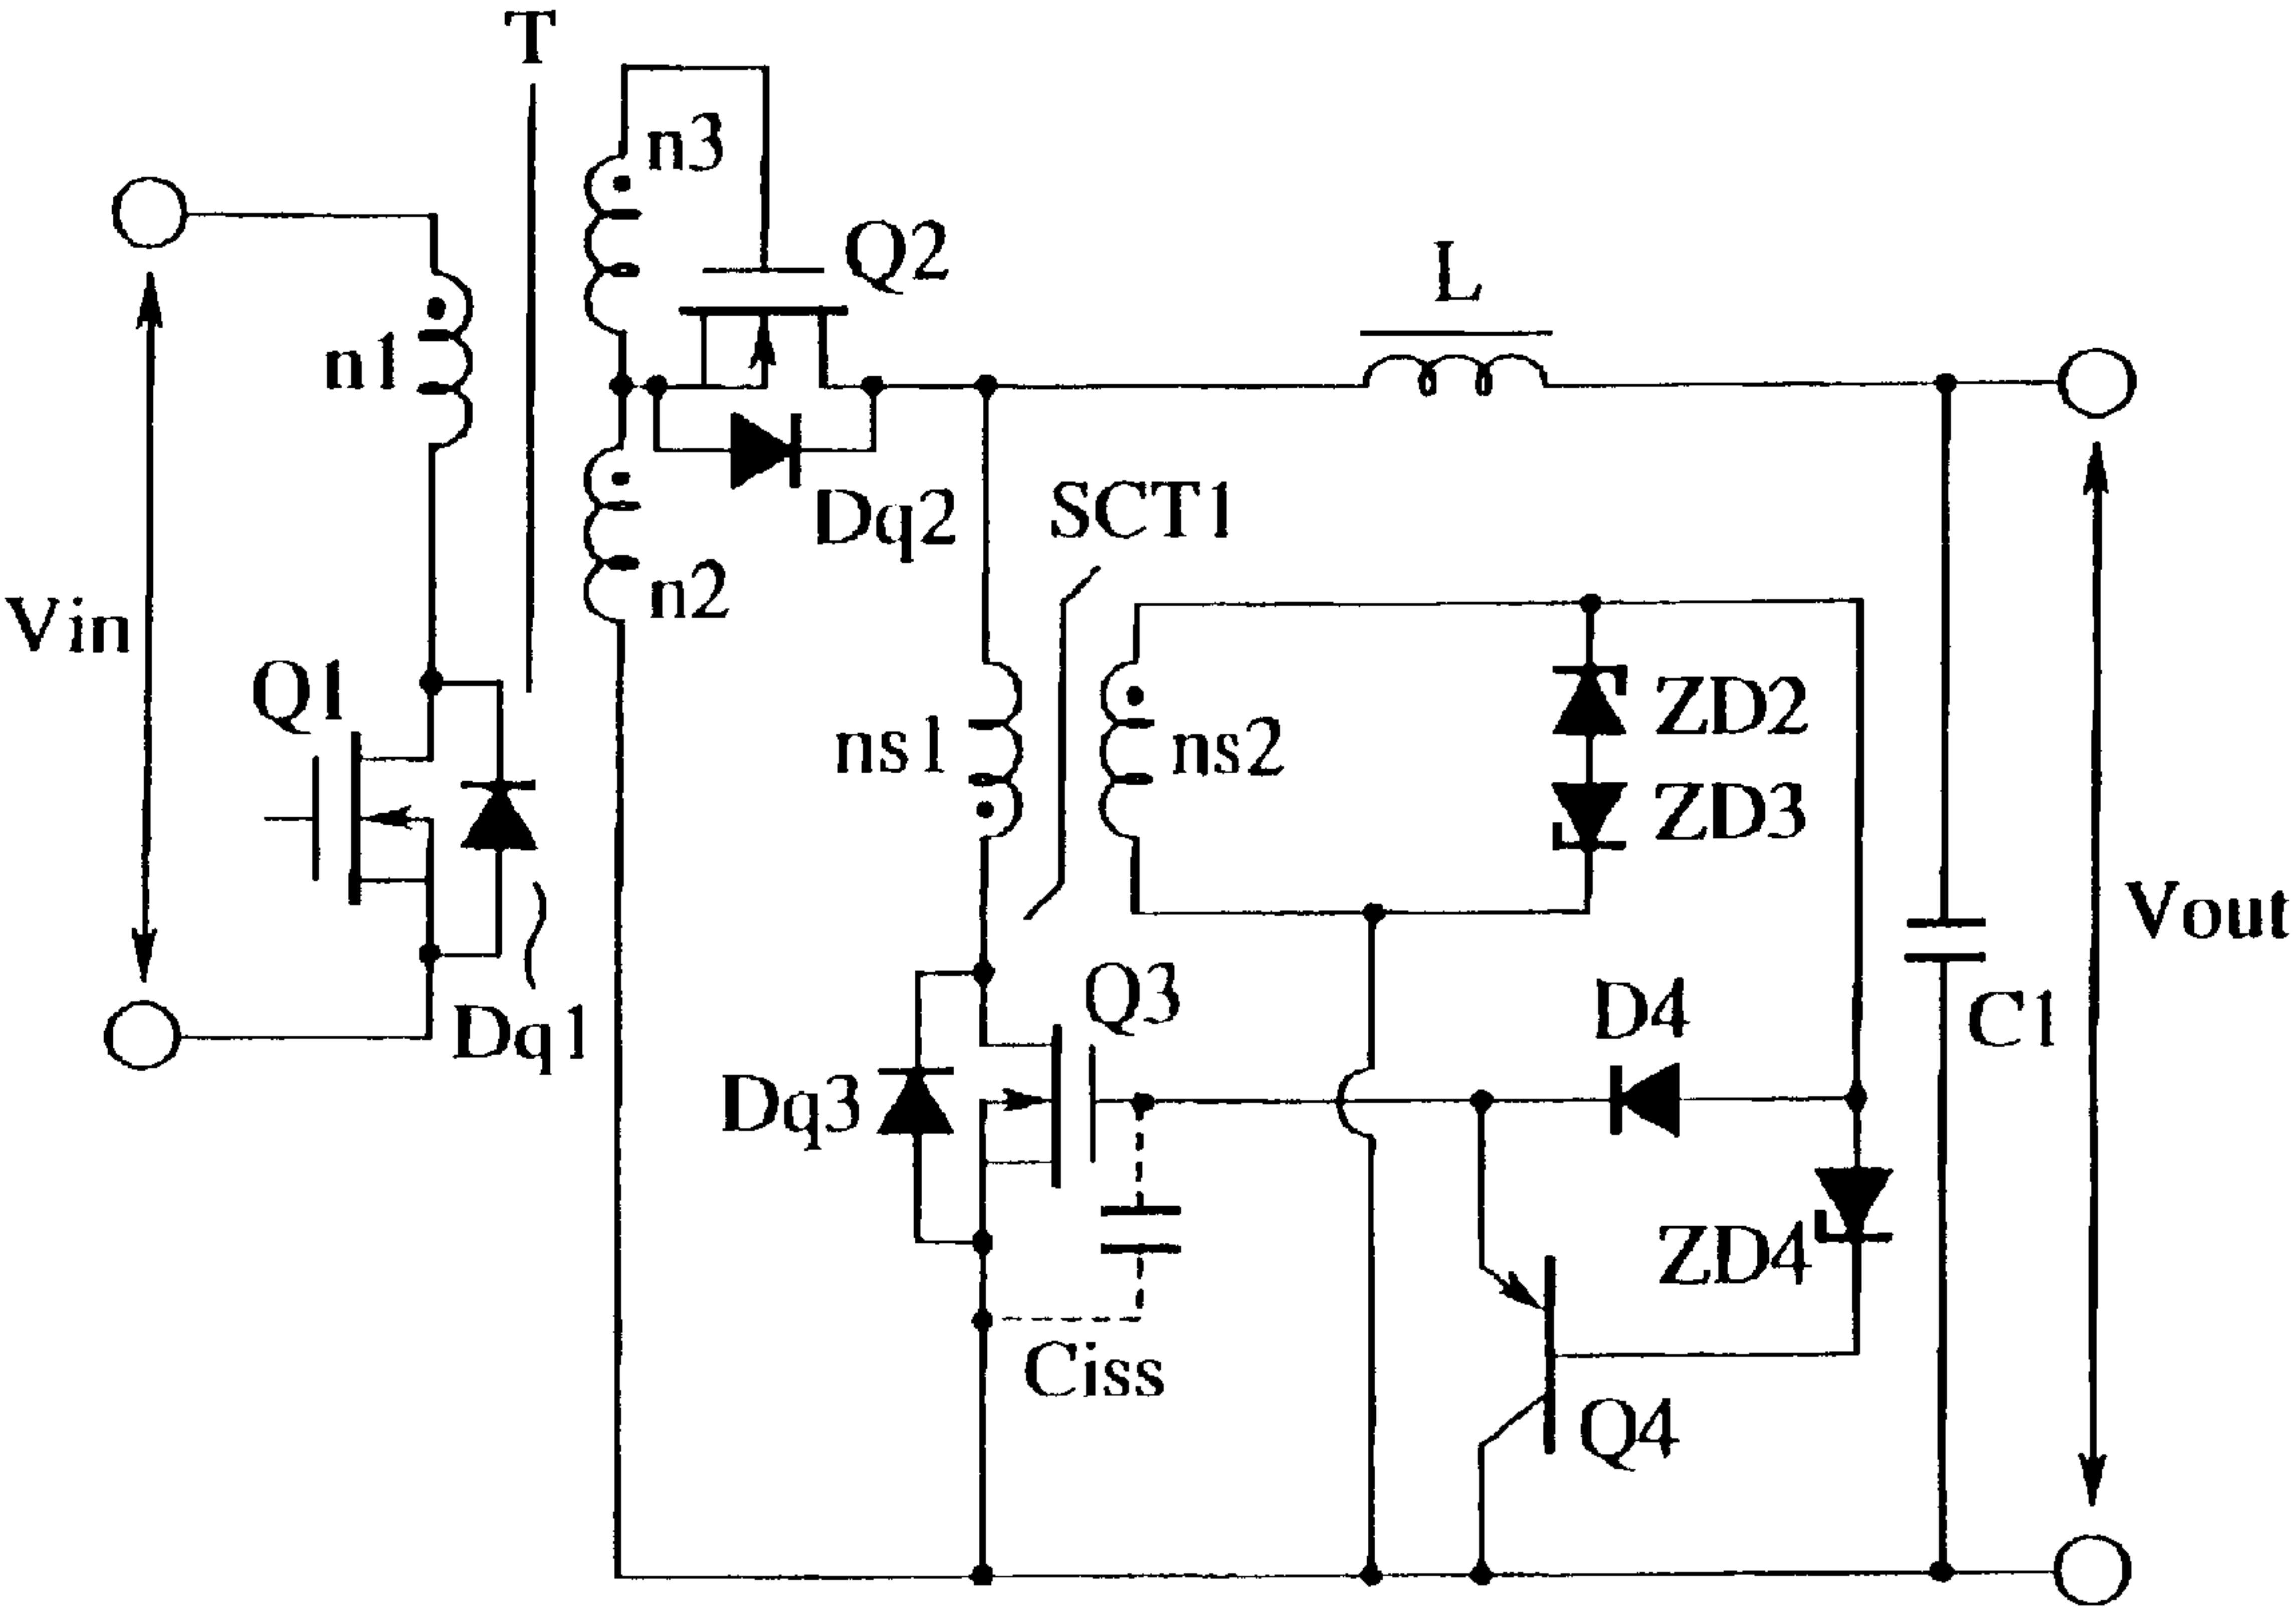 T
n3
Q2
L
n1
Dq2
SCT1
n2
Vin
Q1
ns1
ns2
ZD2
ZD3
Vout
Q3
D4
C1
Dq1
Dq3
ZD4
Ciss
Q4